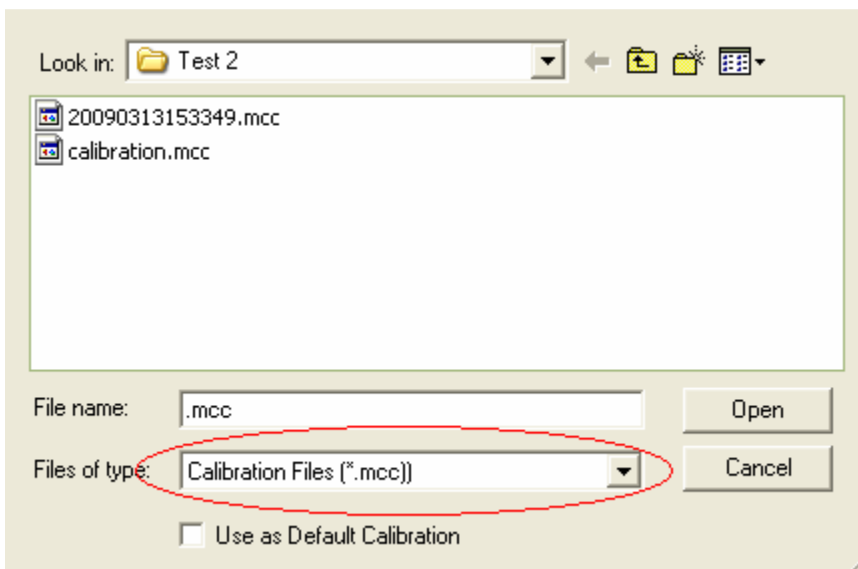 Look in: Test 2
20090313153349.mcc
calibration.mcc
File name: .mcc Open
Files of type: Calibration Files (*.mcc)) Cancel
Use as Default Calibration